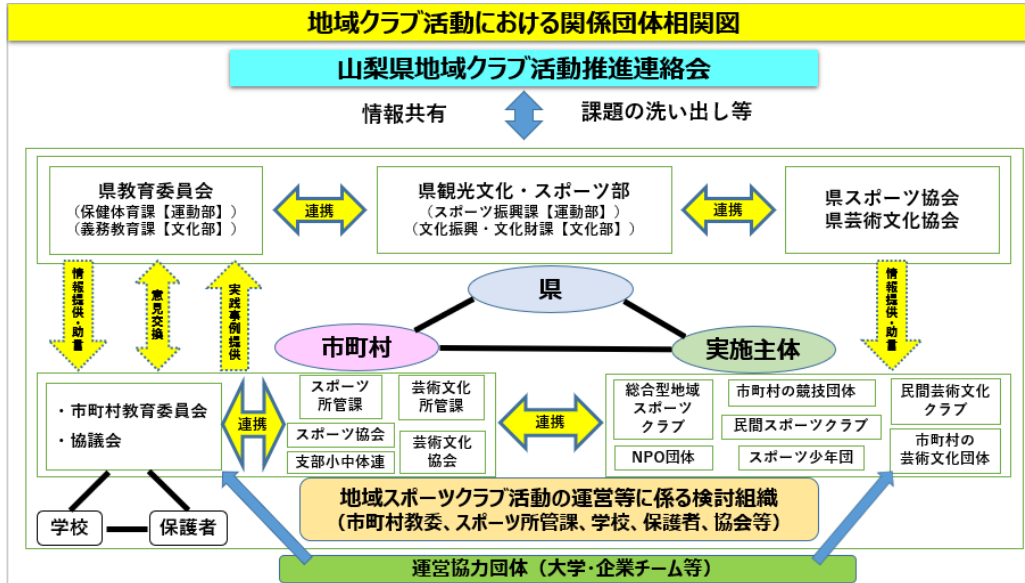 地域クラブ活動における関係団体相関図
山梨県地域クラブ活動推進連絡会
情報共有
課題の洗い出し等
県教育委員会
(保健体育課【運動部】)
(義務教育課【文化部】)
連携
県観光文化・スポーツ部
(スポーツ振興課【運動部】)
(文化振興・文化財課【文化部】)
連携
県スポーツ協会
県芸術文化協会
情報提供・助言
意見交換
実践事例提供
情報提供・助言
県
市町村
実施主体
・市町村教育委員会
・協議会
連携
スポーツ
所管課
芸術文化
所管課
スポーツ協会
芸術文化
協会
支部小中体連
連携
総合型地域
スポーツ
クラブ
市町村の競技団体
民間芸術文化
クラブ
民間スポーツクラブ
NPO団体
スポーツ少年団
市町村の
芸術文化団体
学校
保護者
地域スポーツクラブ活動の運営等に係る検討組織
(市町村教委、スポーツ所管課、学校、保護者、協会等)
運営協力団体(大学・企業チーム等)